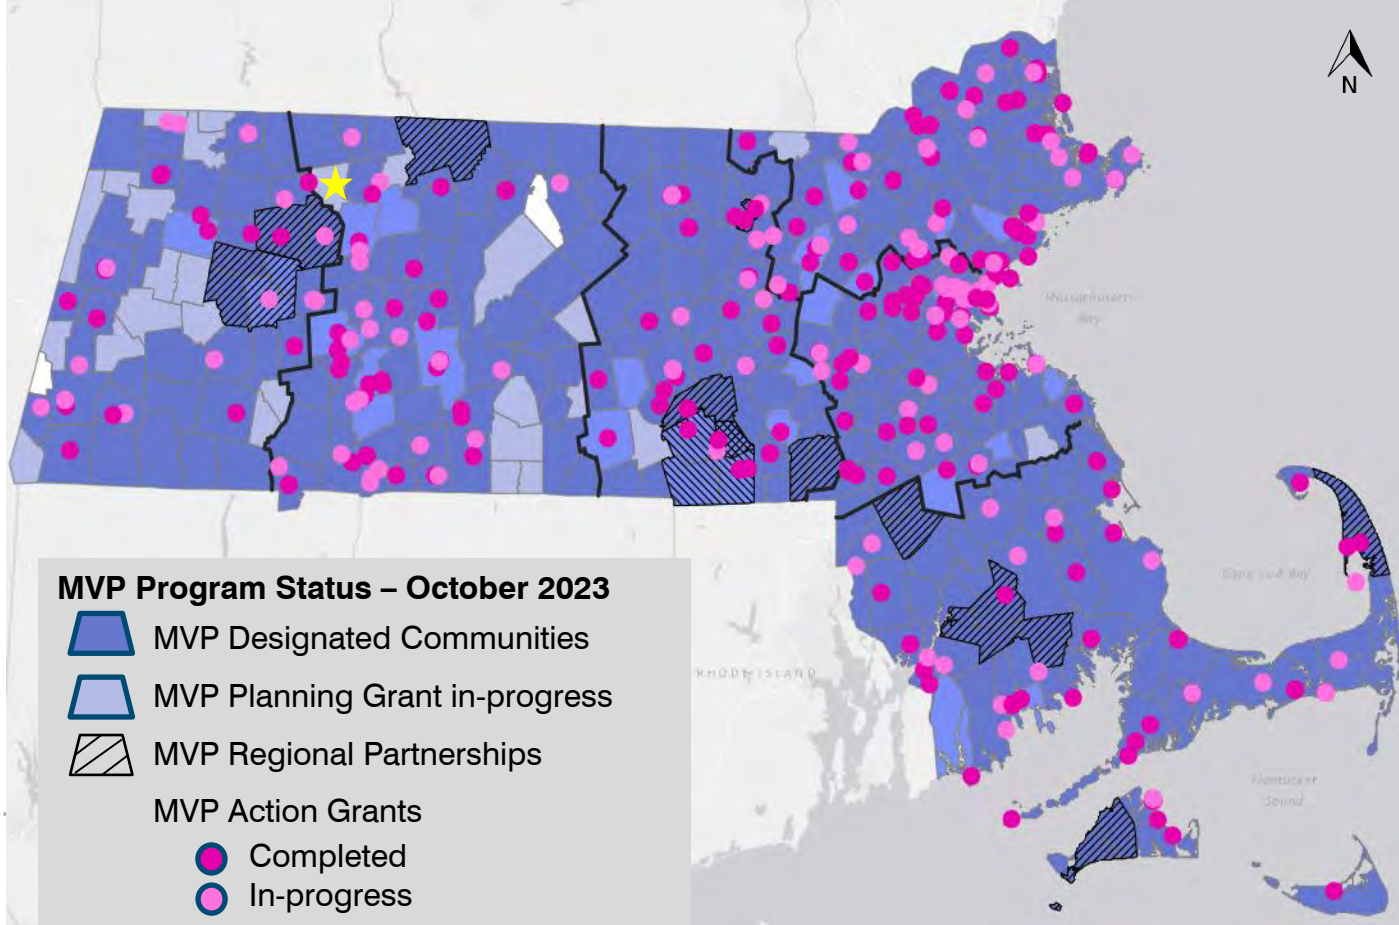 N
Massachusetts
Bay
Cape Cod Bay
RHODE ISLAND
Nantucket
Sound
MVP Program Status – October 2023
MVP Designated Communities
MVP Planning Grant in-progress
MVP Regional Partnerships
MVP Action Grants
Completed
In-progress